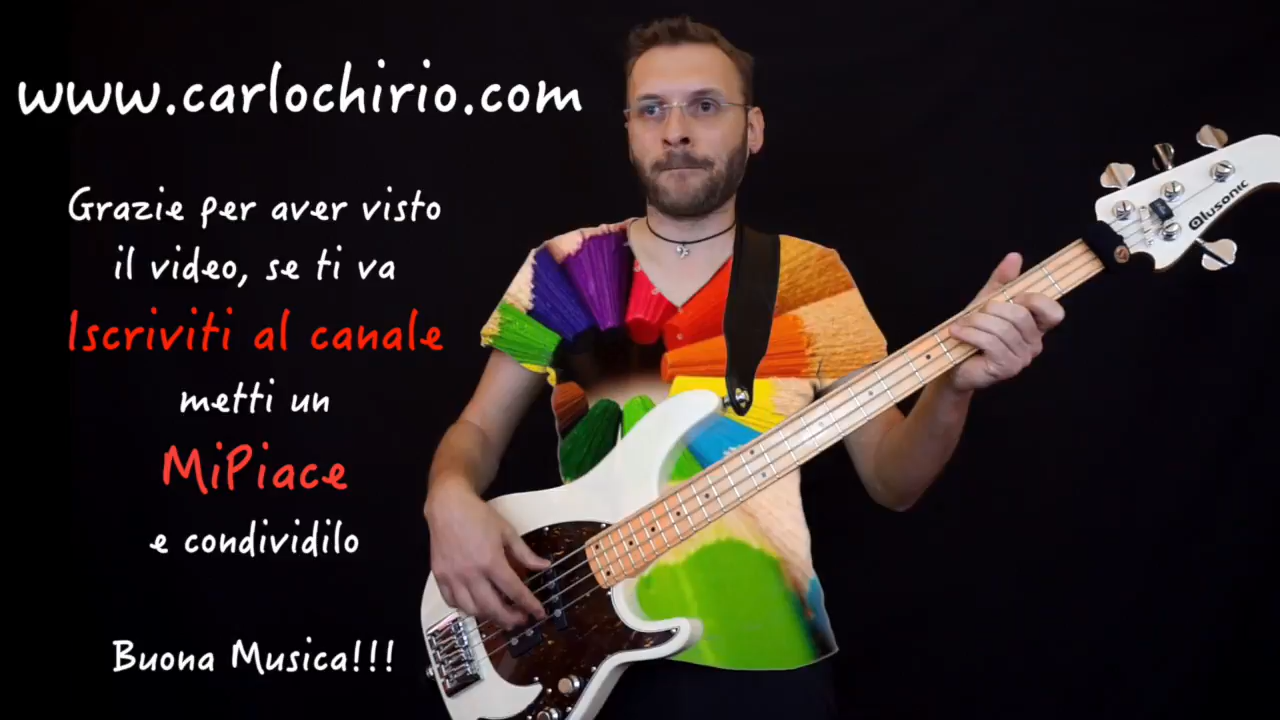 www.carlochirio.com
Grazie per aver visto
il video, se ti va
Iscriviti al canale
metti un
MiPiace
e condividilo
Buona Musica!!!
alusonic